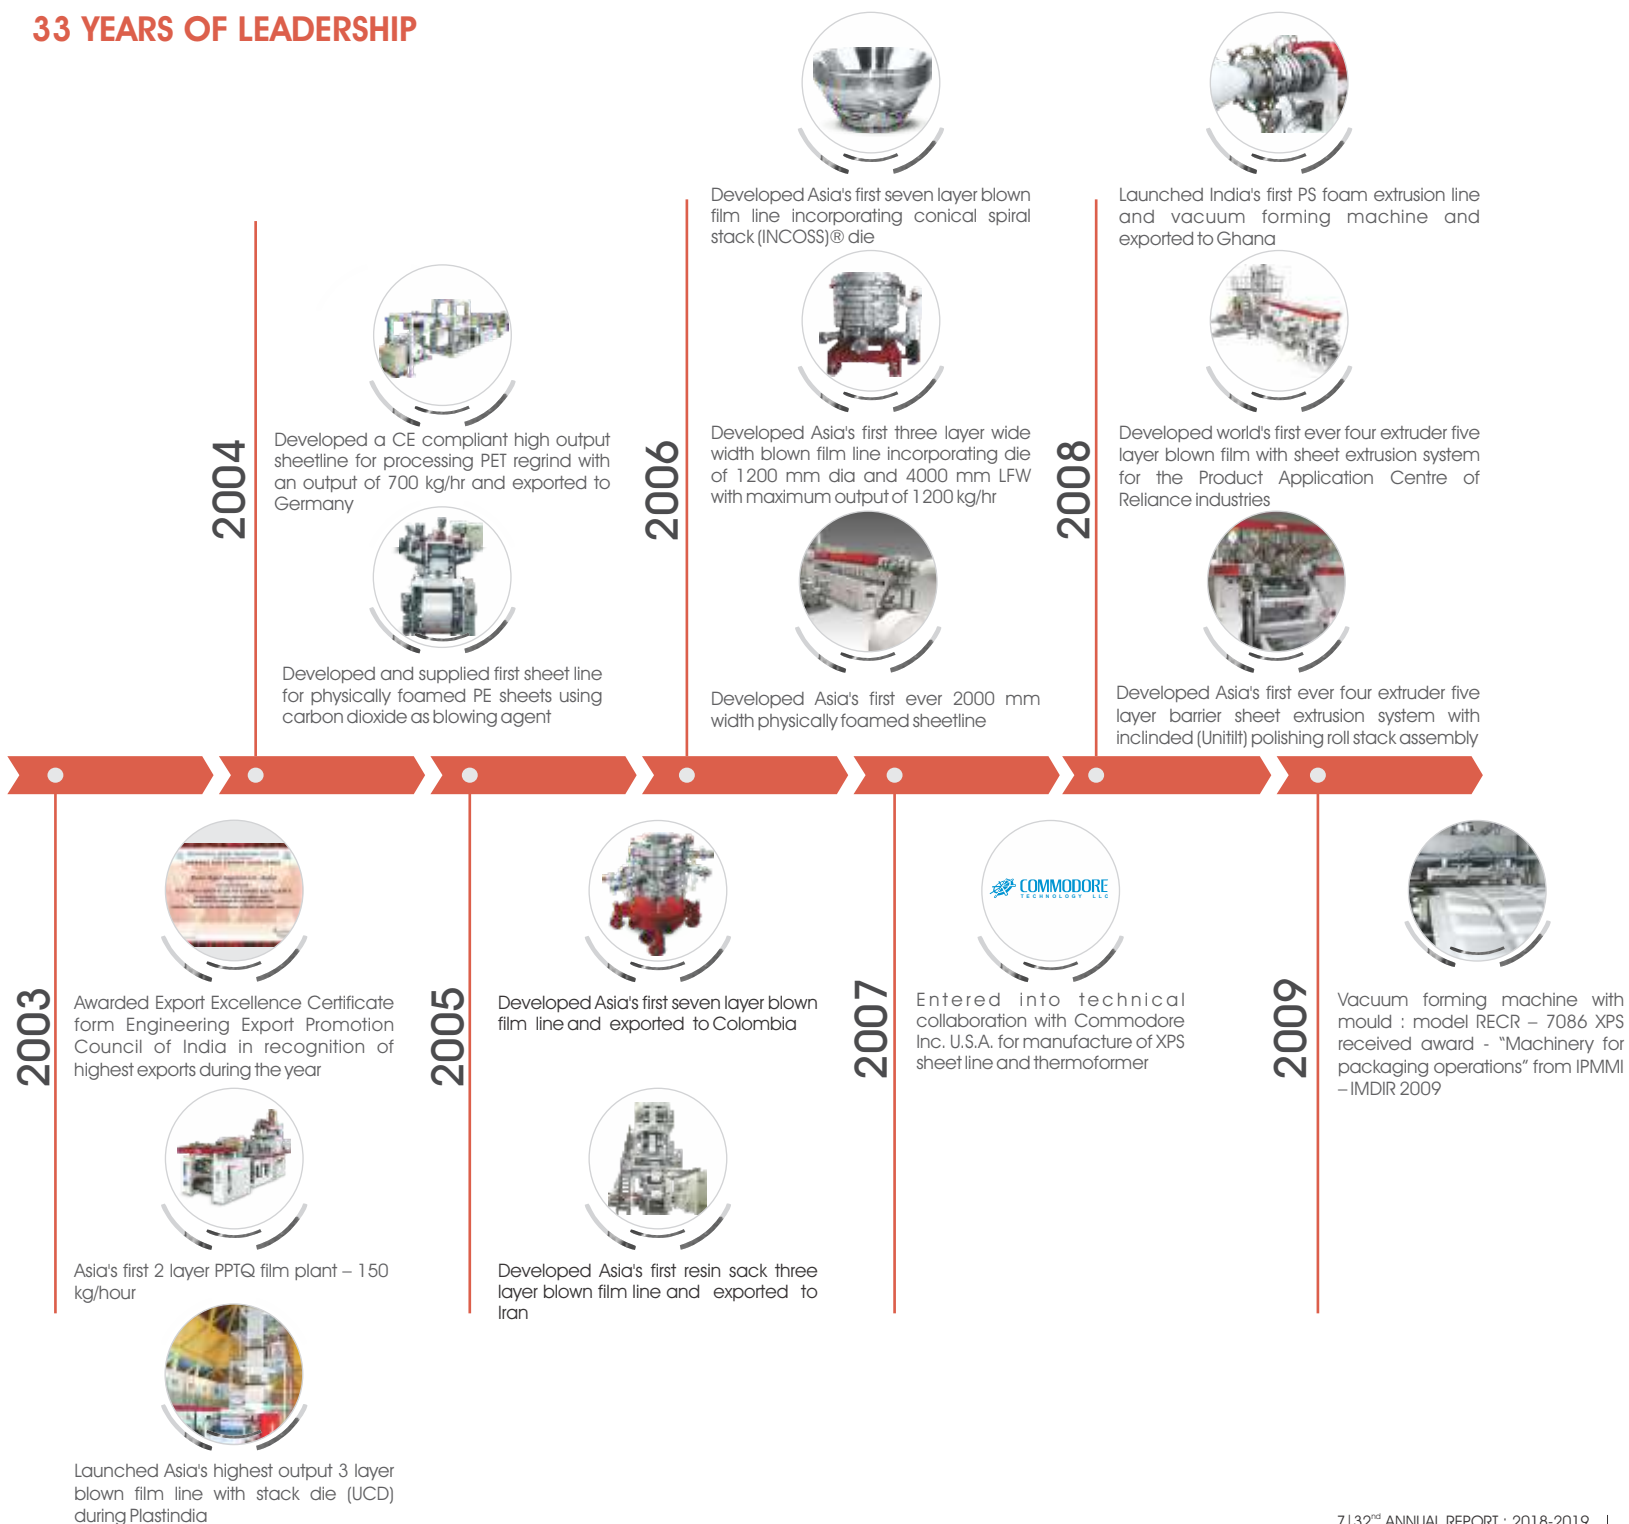 33 YEARS OF LEADERSHIP
2003
Awarded Export Excellence Certificate
form Engineering Export Promotion
Council of India in recognition of
highest exports during the year
Asia's first 2 layer PPTQ film plant – 150
kg/hour
Launched Asia's highest output 3 layer
blown film line with stack die (UCD)
during Plastindia
2004
Developed a CE compliant high output
sheetline for processing PET regrind with
an output of 700 kg/hr and exported to
Germany
Developed and supplied first sheet line
for physically foamed PE sheets using
carbon dioxide as blowing agent
2005
Developed Asia's first seven layer blown
film line and exported to Colombia
Developed Asia's first resin sack three
layer blown film line and exported to
Iran
2006
Developed Asia's first seven layer blown
film line incorporating conical spiral
stack (INCOSS)® die
Developed Asia's first three layer wide
width blown film line incorporating die
of 1200 mm dia and 4000 mm LFW
with maximum output of 1200 kg/hr
Developed Asia's first ever 2000 mm
width physically foamed sheetline
2007
COMMODORE
TECHNOLOGY LLC
Entered into technical
collaboration with Commodore
Inc. U.S.A. for manufacture of XPS
sheet line and thermoformer
2008
Launched India's first PS foam extrusion line
and vacuum forming machine and
exported to Ghana
Developed world's first ever four extruder five
layer blown film with sheet extrusion system
for the Product Application Centre of
Reliance industries
Developed Asia's first ever four extruder five
layer barrier sheet extrusion system with
inclinded (Unitilt) polishing roll stack assembly
2009
Vacuum forming machine with
mould : model RECR – 7086 XPS
received award - “Machinery for
packaging operations” from IPMMI
– IMDIR 2009
7|32nd ANNUAL REPORT : 2018-2019 |